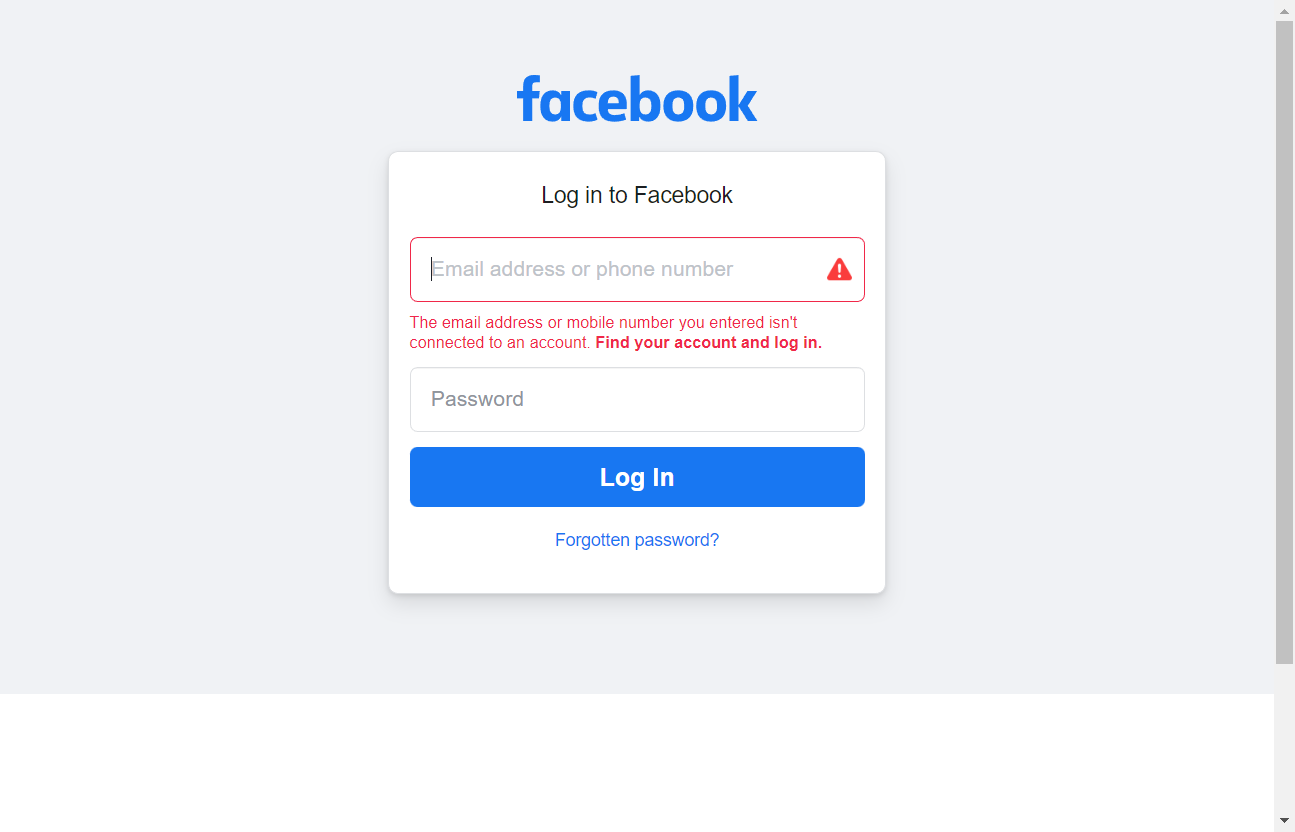 facebook
Log in to Facebook
Email address or phone number
The email address or mobile number you entered isn't
connected to an account. Find your account and log in.
Password
Log In
Forgotten password?